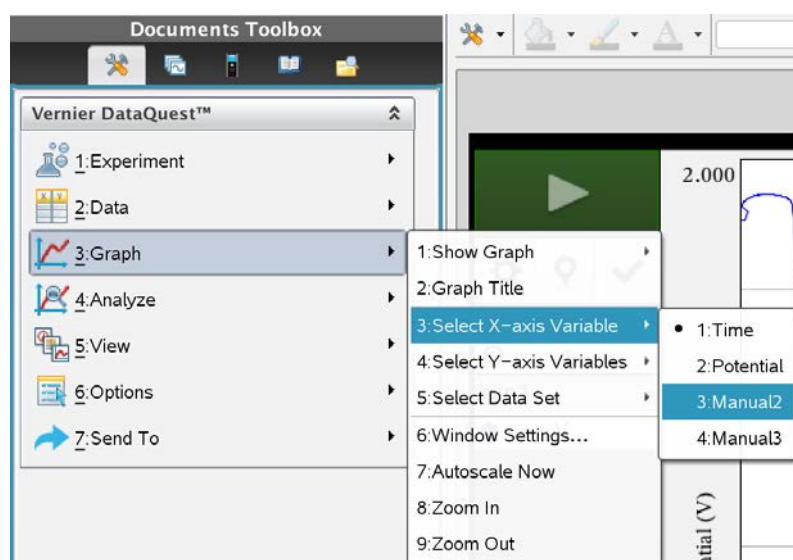 Documents Toolbox
Vernier DataQuest™
1:Experiment
2:Data
3:Graph
4:Analyze
5:View
6:Options
7:Send To
1:Show Graph
2:Graph Title
3:Select X-axis Variable
4:Select Y-axis Variables
5:Select Data Set
6:Window Settings...
7:Autoscale Now
8:Zoom In
9:Zoom Out
1:Time
2:Potential
3:Manual2
4:Manual3
2.000
tial (V)